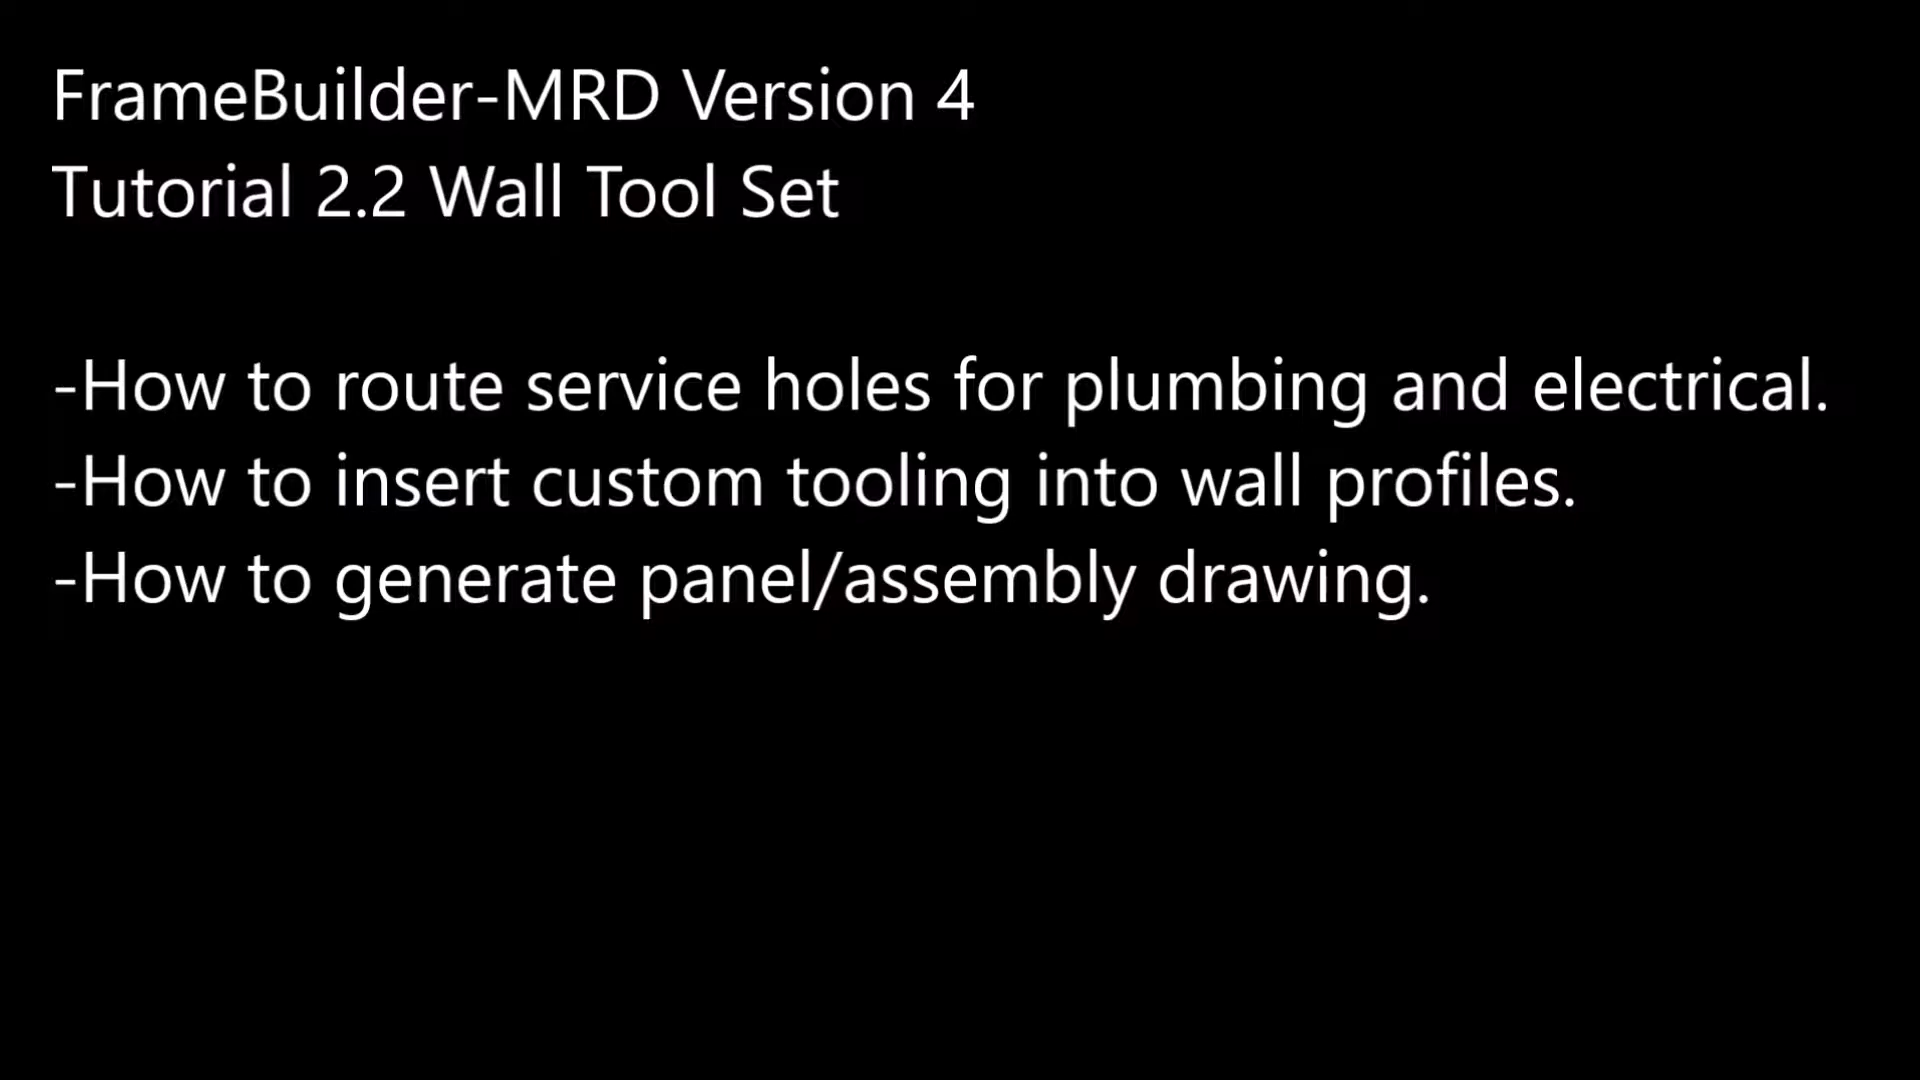 FrameBuilder-MRD Version 4
Tutorial 2.2 Wall Tool Set
-How to route service holes for plumbing and electrical.
-How to insert custom tooling into wall profiles.
-How to generate panel/assembly drawing.